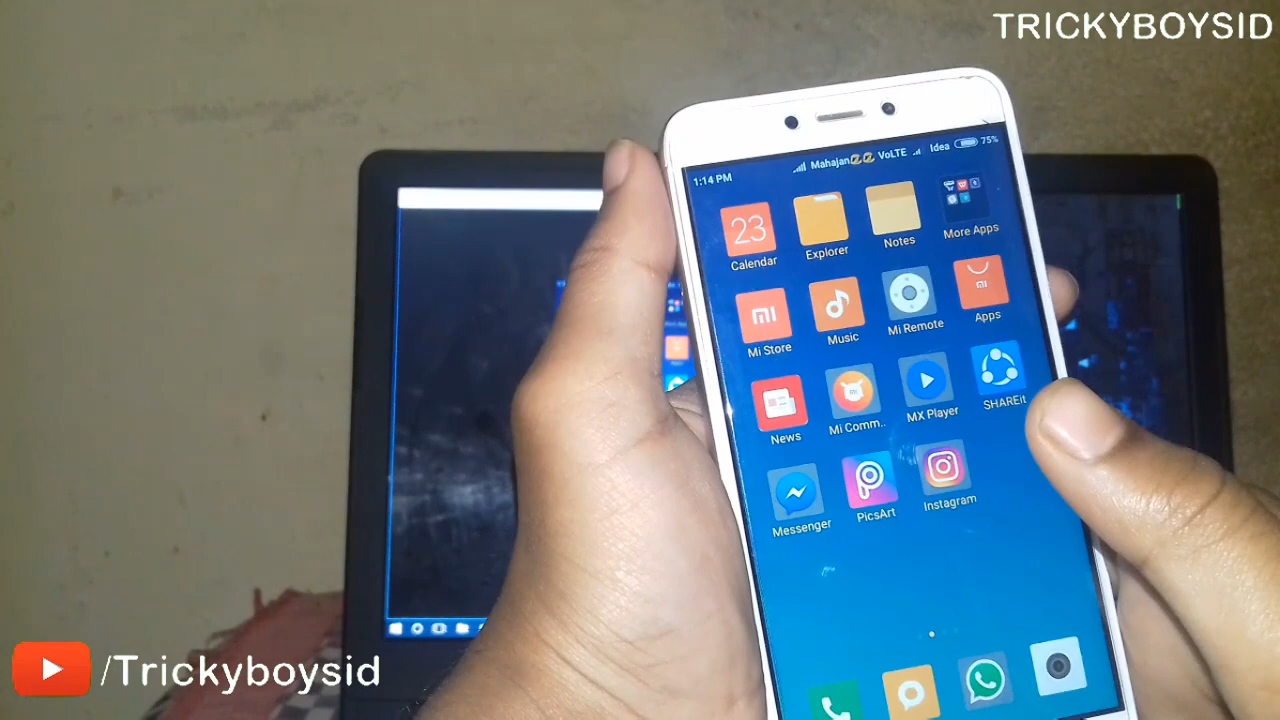 TRICKYBOYSID
1:14 PM Mahajan VoLTE Idea 75%
23
Calendar Explorer Notes More Apps
mi mi
Mi Store Music Mi Remote Apps
News Mi Comm.. MX Player SHAREit
Messenger PicsArt Instagram
/Trickyboysid